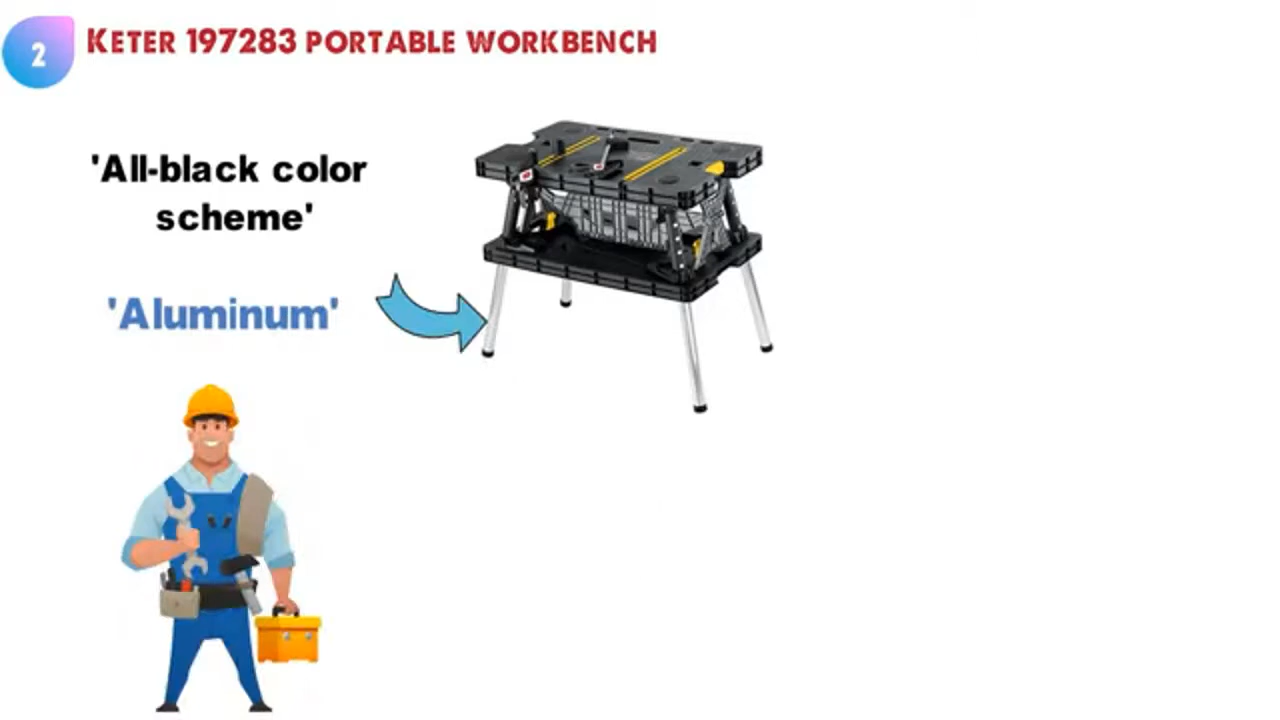 2
KETER 197283 PORTABLE WORKBENCH
'All-black color
scheme'
'Aluminum'